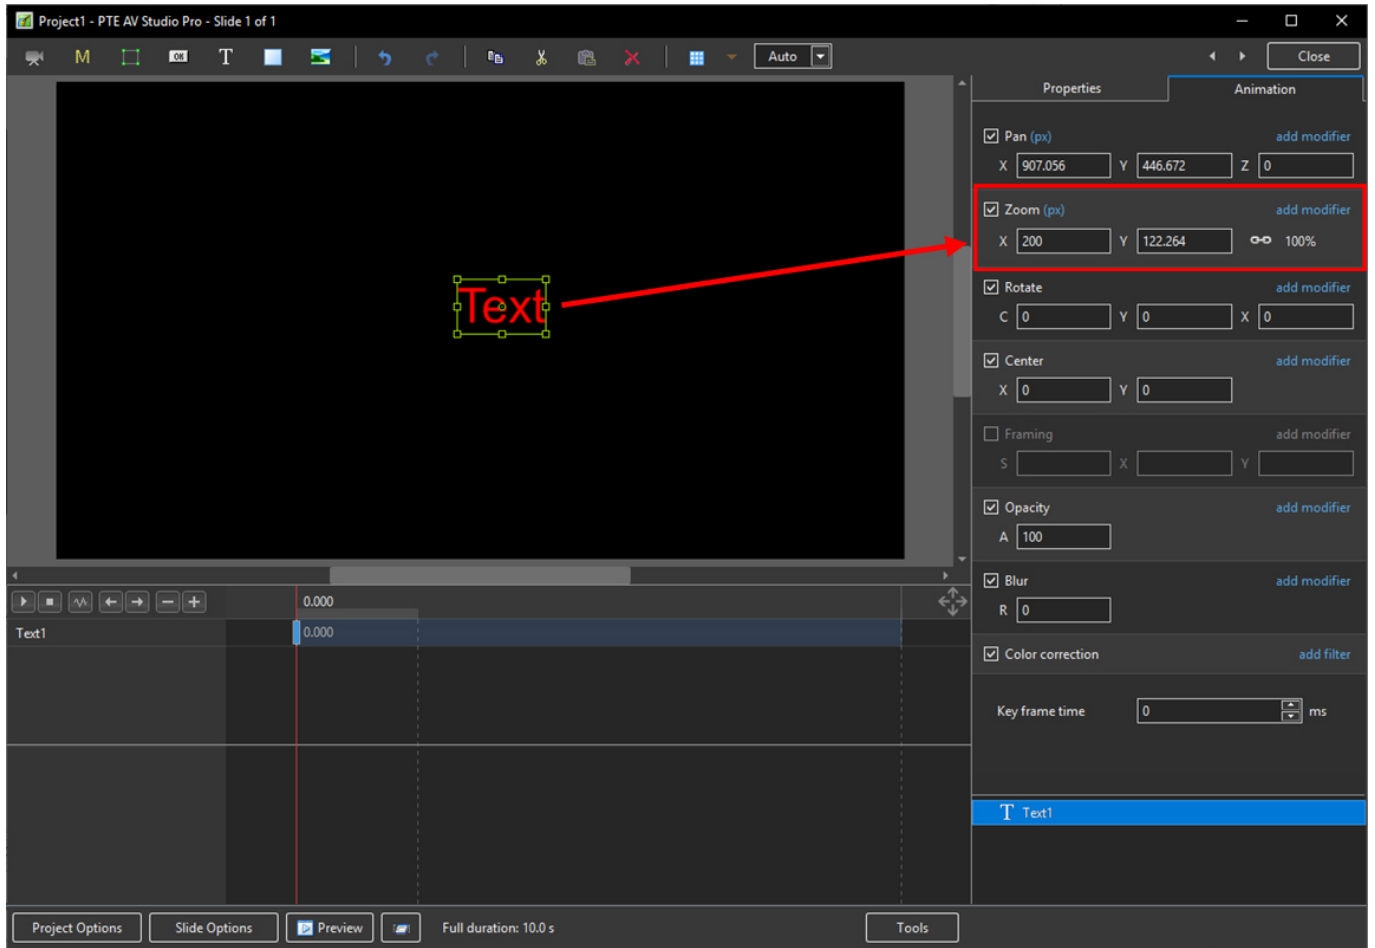 Project1 - PTE AV Studio Pro - Slide 1 of 1
M OK T Auto Close
Properties Animation
Pan (px) add modifier
X 907.056 Y 446.672 Z 0
Zoom (px) add modifier
X 200 Y 122.264 100%
Text
Rotate add modifier
C 0 Y 0 X 0
Center add modifier
X 0 Y 0
Framing add modifier
S X Y
Opacity add modifier
A 100
Blur add modifier
R 0
0.000
Text1 0.000
Color correction add filter
Key frame time 0 ms
T Text1
Project Options Slide Options Preview Full duration: 10.0 s Tools